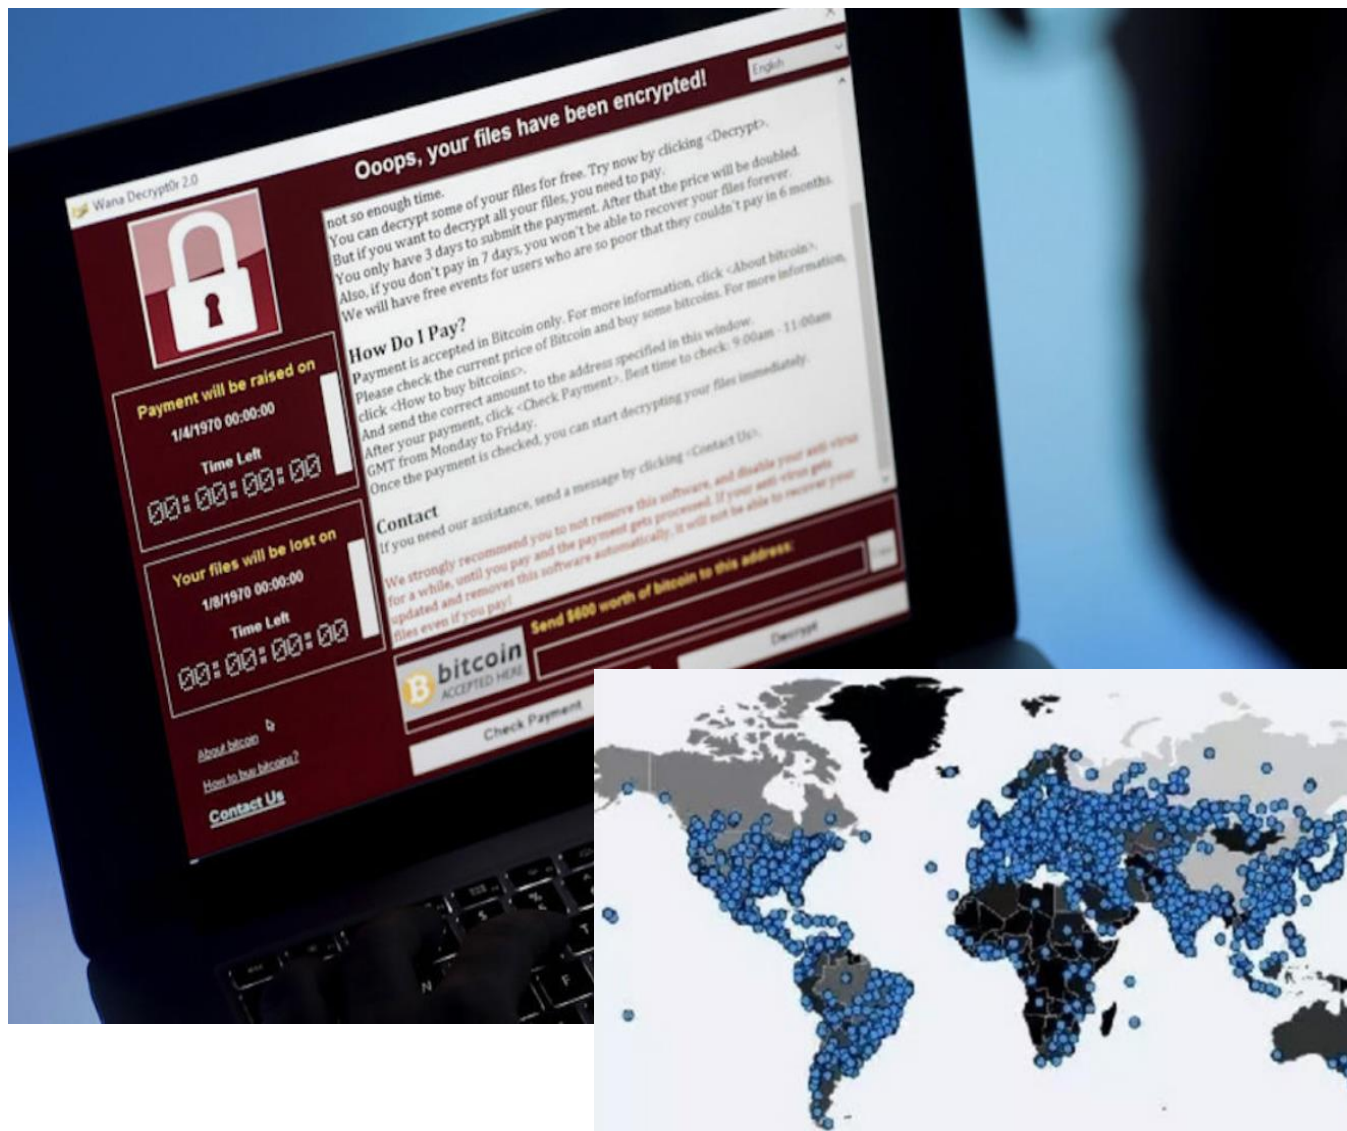 Wana Decrypt0r 2.0
Ooops, your files have been encrypted!
English
not so enough time.
You can decrypt some of your files for free. Try now by clicking <Decrypt>.
But if you want to decrypt all your files, you need to pay.
You only have 3 days to submit the payment. After that the price will be doubled.
Also, if you don't pay in 7 days, you won't be able to recover your files forever.
We will have free events for users who are so poor that they couldn't pay in 6 months.
How Do I Pay?
Payment is accepted in Bitcoin only. For more information, click <About bitcoin>.
Please check the current price of Bitcoin and buy some bitcoins. For more information,
click <How to buy bitcoins>.
And send the correct amount to the address specified in this window.
After your payment, click <Check Payment>. Best time to check: 9:00am - 11:00am
GMT from Monday to Friday.
Once the payment is checked, you can start decrypting your files immediately.
Contact
If you need our assistance, send a message by clicking <Contact Us>.
We strongly recommend you to not remove this software, and disable your anti-virus
for a while, until you pay and the payment gets processed. If your anti-virus gets
updated and removes this software automatically, it will not be able to recover your
files even if you pay!
Payment will be raised on
1/4/1970 00:00:00
Time Left
00:00:00:00
Your files will be lost on
1/8/1970 00:00:00
Time Left
00:00:00:00
About bitcoin
How to buy bitcoins?
Contact Us
bitcoin
ACCEPTED HERE
Send $600 worth of bitcoin to this address:
Check Payment
Decrypt
N
F
T